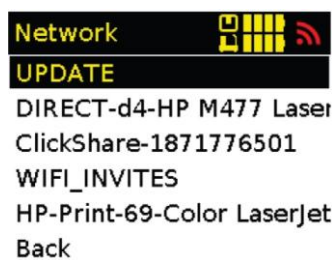 Network
UPDATE
DIRECT-d4-HP M477 Laser
ClickShare-1871776501
WIFI_INVITES
HP-Print-69-Color LaserJet
Back